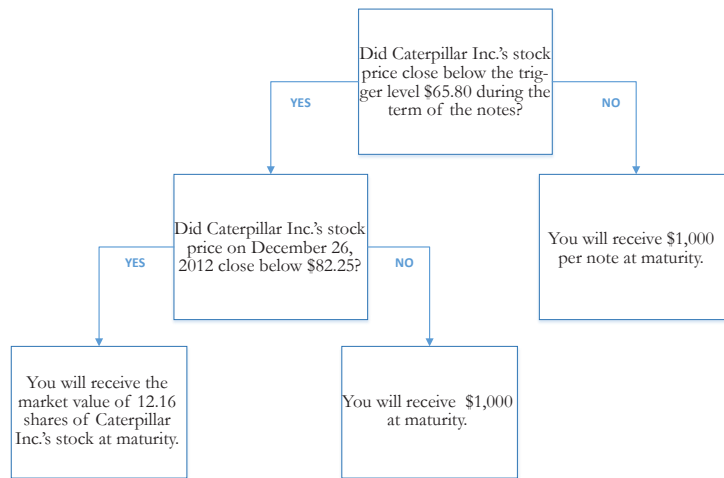 Did Caterpillar Inc.'s stock
price close below the trig-
ger level $65.80 during the
term of the notes?
YES
NO
Did Caterpillar Inc.'s stock
price on December 26,
2012 close below $82.25?
You will receive $1,000
per note at maturity.
YES
NO
You will receive the
market value of 12.16
shares of Caterpillar
Inc.'s stock at maturity.
You will receive $1,000
at maturity.